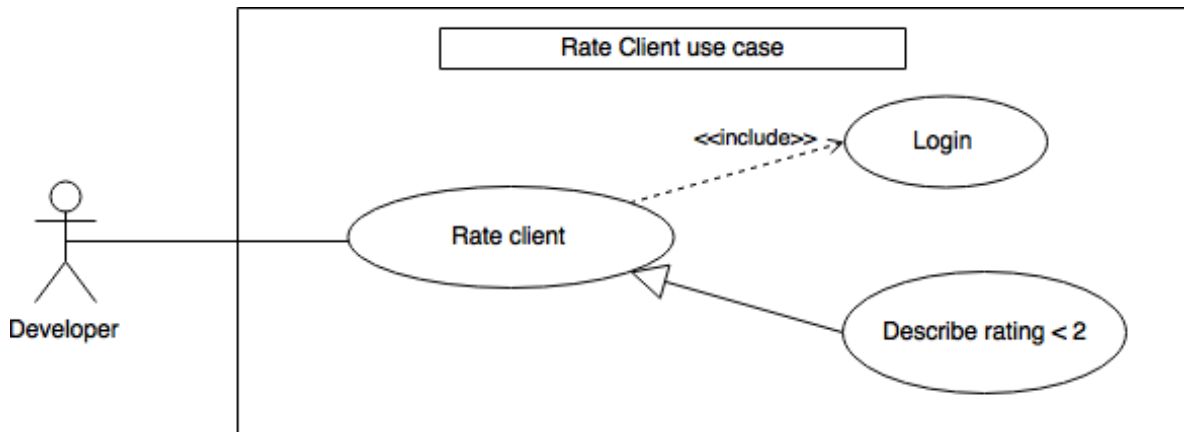 Rate Client use case
<<include>>
Login
Rate client
Developer
Describe rating < 2